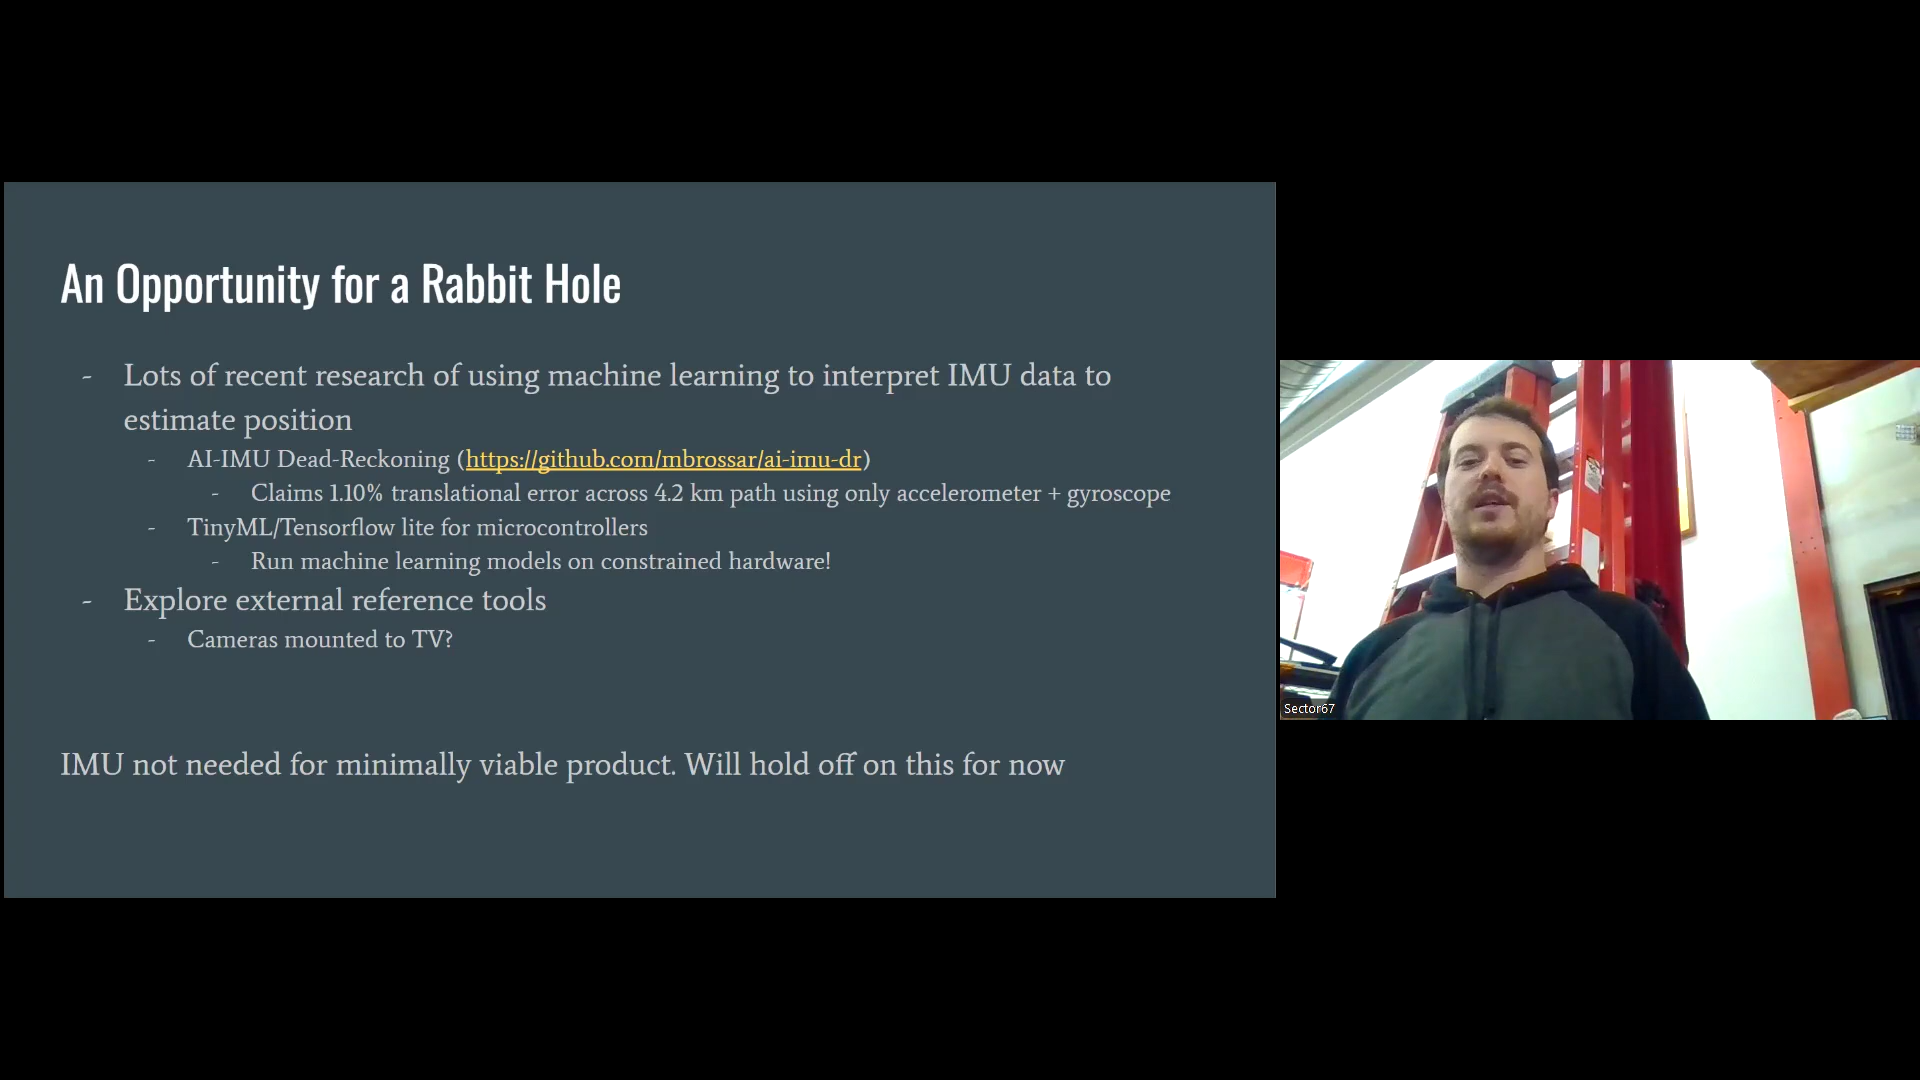 An Opportunity for a Rabbit Hole
- Lots of recent research of using machine learning to interpret IMU data to
estimate position
- AI-IMU Dead-Reckoning (https://github.com/mbrossar/ai-imu-dr)
- Claims 1.10% translational error across 4.2 km path using only accelerometer + gyroscope
- TinyML/Tensorflow lite for microcontrollers
- Run machine learning models on constrained hardware!
- Explore external reference tools
- Cameras mounted to TV?
IMU not needed for minimally viable product. Will hold off on this for now
Sector67